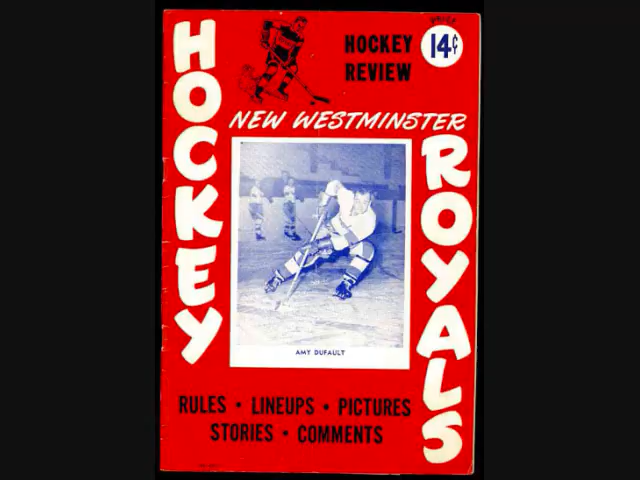 PRICE
14¢
HOCKEY
REVIEW
HOCKEY
NEW WESTMINSTER
ROYALS
AMY DUFAULT
RULES • LINEUPS • PICTURES
STORIES • COMMENTS